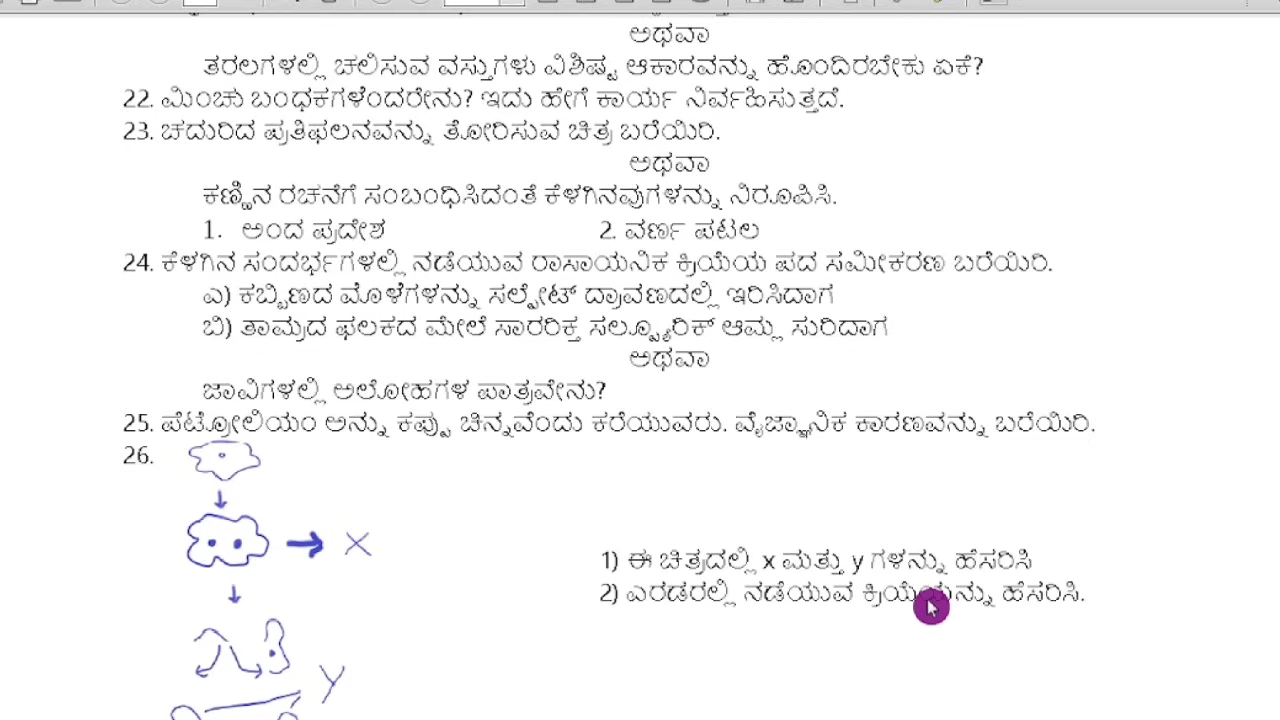 ಅಥವಾ
ತರಲಗಳಲ್ಲಿ ಚಲಿಸುವ ವಸ್ತುಗಳು ವಿಶಿಷ್ಟ ಆಕಾರವನ್ನು ಹೊಂದಿರಬೇಕು ಏಕೆ?
22. ಮಿಂಚು ಬಂಧಕಗಳೆಂದರೇನು? ಇದು ಹೇಗೆ ಕಾರ್ಯ ನಿರ್ವಹಿಸುತ್ತದೆ.
23. ಚದುರಿದ ಪ್ರತಿಫಲನವನ್ನು ತೋರಿಸುವ ಚಿತ್ರ ಬರೆಯಿರಿ.
ಅಥವಾ
ಕಣ್ಣಿನ ರಚನೆಗೆ ಸಂಬಂಧಿಸಿದಂತೆ ಕೆಳಗಿನವುಗಳನ್ನು ನಿರೂಪಿಸಿ.
1. ಅಂದ ಪ್ರದೇಶ 2. ವರ್ಣ ಪಟಲ
24. ಕೆಳಗಿನ ಸಂದರ್ಭಗಳಲ್ಲಿ ನಡೆಯುವ ರಾಸಾಯನಿಕ ಕ್ರಿಯೆಯ ಪದ ಸಮೀಕರಣ ಬರೆಯಿರಿ.
ಎ) ಕಬ್ಬಿಣದ ಮೊಳೆಗಳನ್ನು ಸಲ್ಫೇಟ್ ದ್ರಾವಣದಲ್ಲಿ ಇರಿಸಿದಾಗ
ಬಿ) ತಾಮ್ರದ ಫಲಕದ ಮೇಲೆ ಸಾರರಿಕ್ತ ಸಲ್ಫ್ಯೂರಿಕ್ ಆಮ್ಲ ಸುರಿದಾಗ
ಅಥವಾ
ಜಾವಿಗಳಲ್ಲಿ ಅಲೋಹಗಳ ಪಾತ್ರವೇನು?
25. ಪೆಟ್ರೋಲಿಯಂ ಅನ್ನು ಕಪ್ಪು ಚಿನ್ನವೆಂದು ಕರೆಯುವರು. ವೈಜ್ಞಾನಿಕ ಕಾರಣವನ್ನು ಬರೆಯಿರಿ.
26.
X
1) ಈ ಚಿತ್ರದಲ್ಲಿ x ಮತ್ತು y ಗಳನ್ನು ಹೆಸರಿಸಿ
2) ಎರಡರಲ್ಲಿ ನಡೆಯುವ ಕ್ರಿಯೆಯನ್ನು ಹೆಸರಿಸಿ.
y